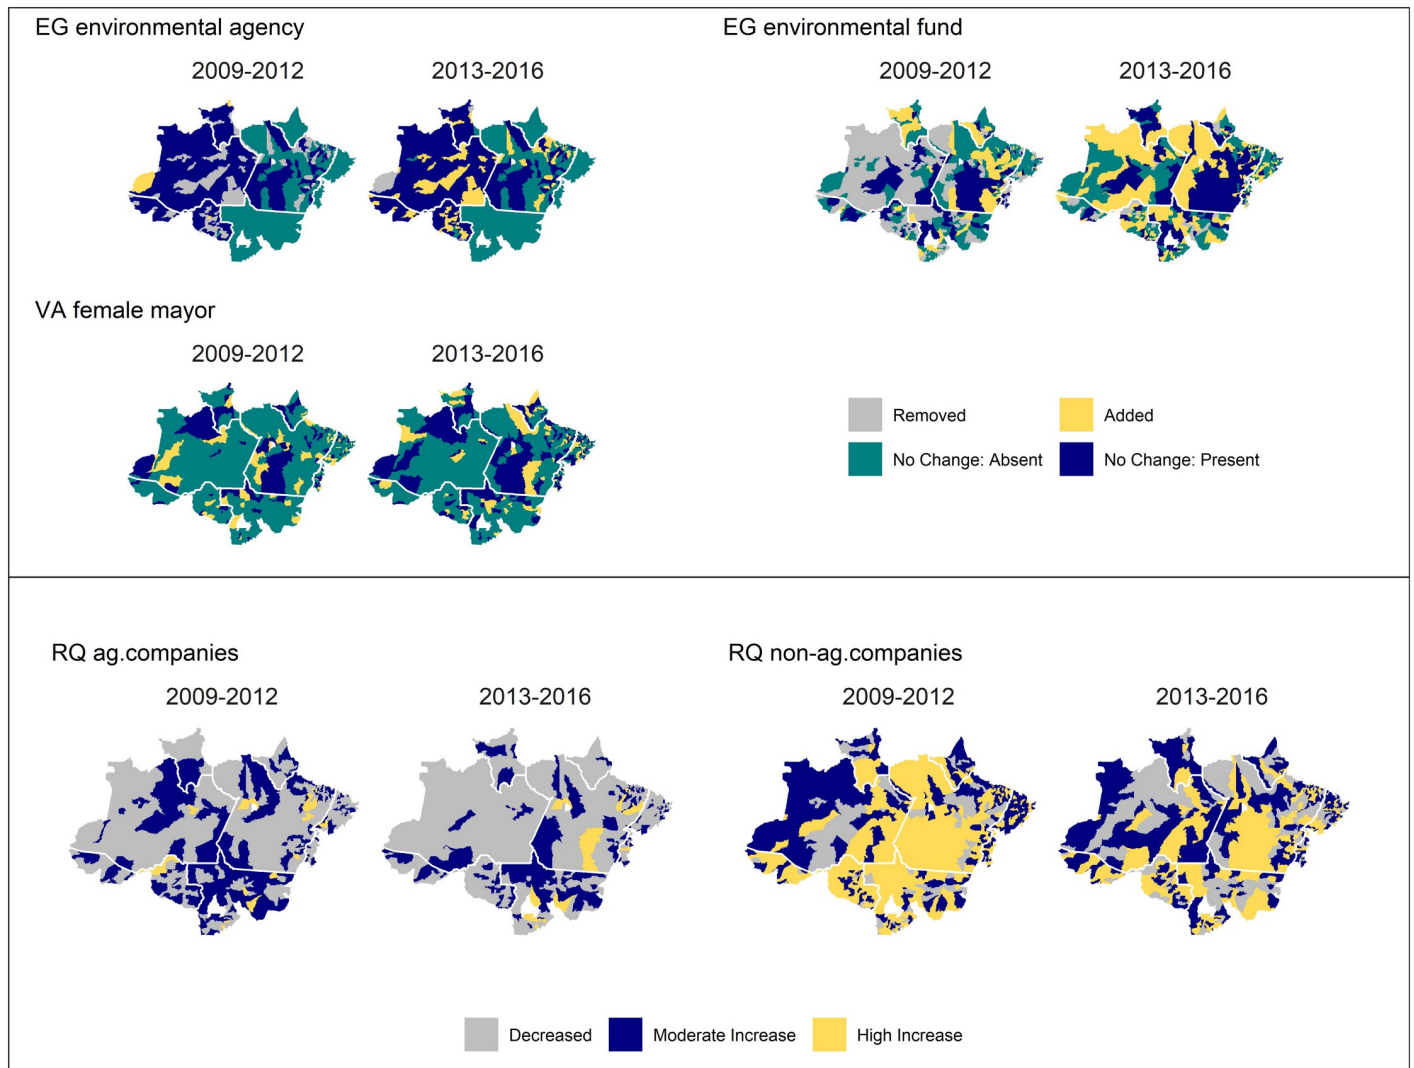 EG environmental agency
2009-2012 2013-2016
EG environmental fund
2009-2012 2013-2016
VA female mayor
2009-2012 2013-2016
Removed Added
No Change: Absent No Change: Present
RQ ag.companies
2009-2012 2013-2016
RQ non-ag.companies
2009-2012 2013-2016
Decreased Moderate Increase High Increase